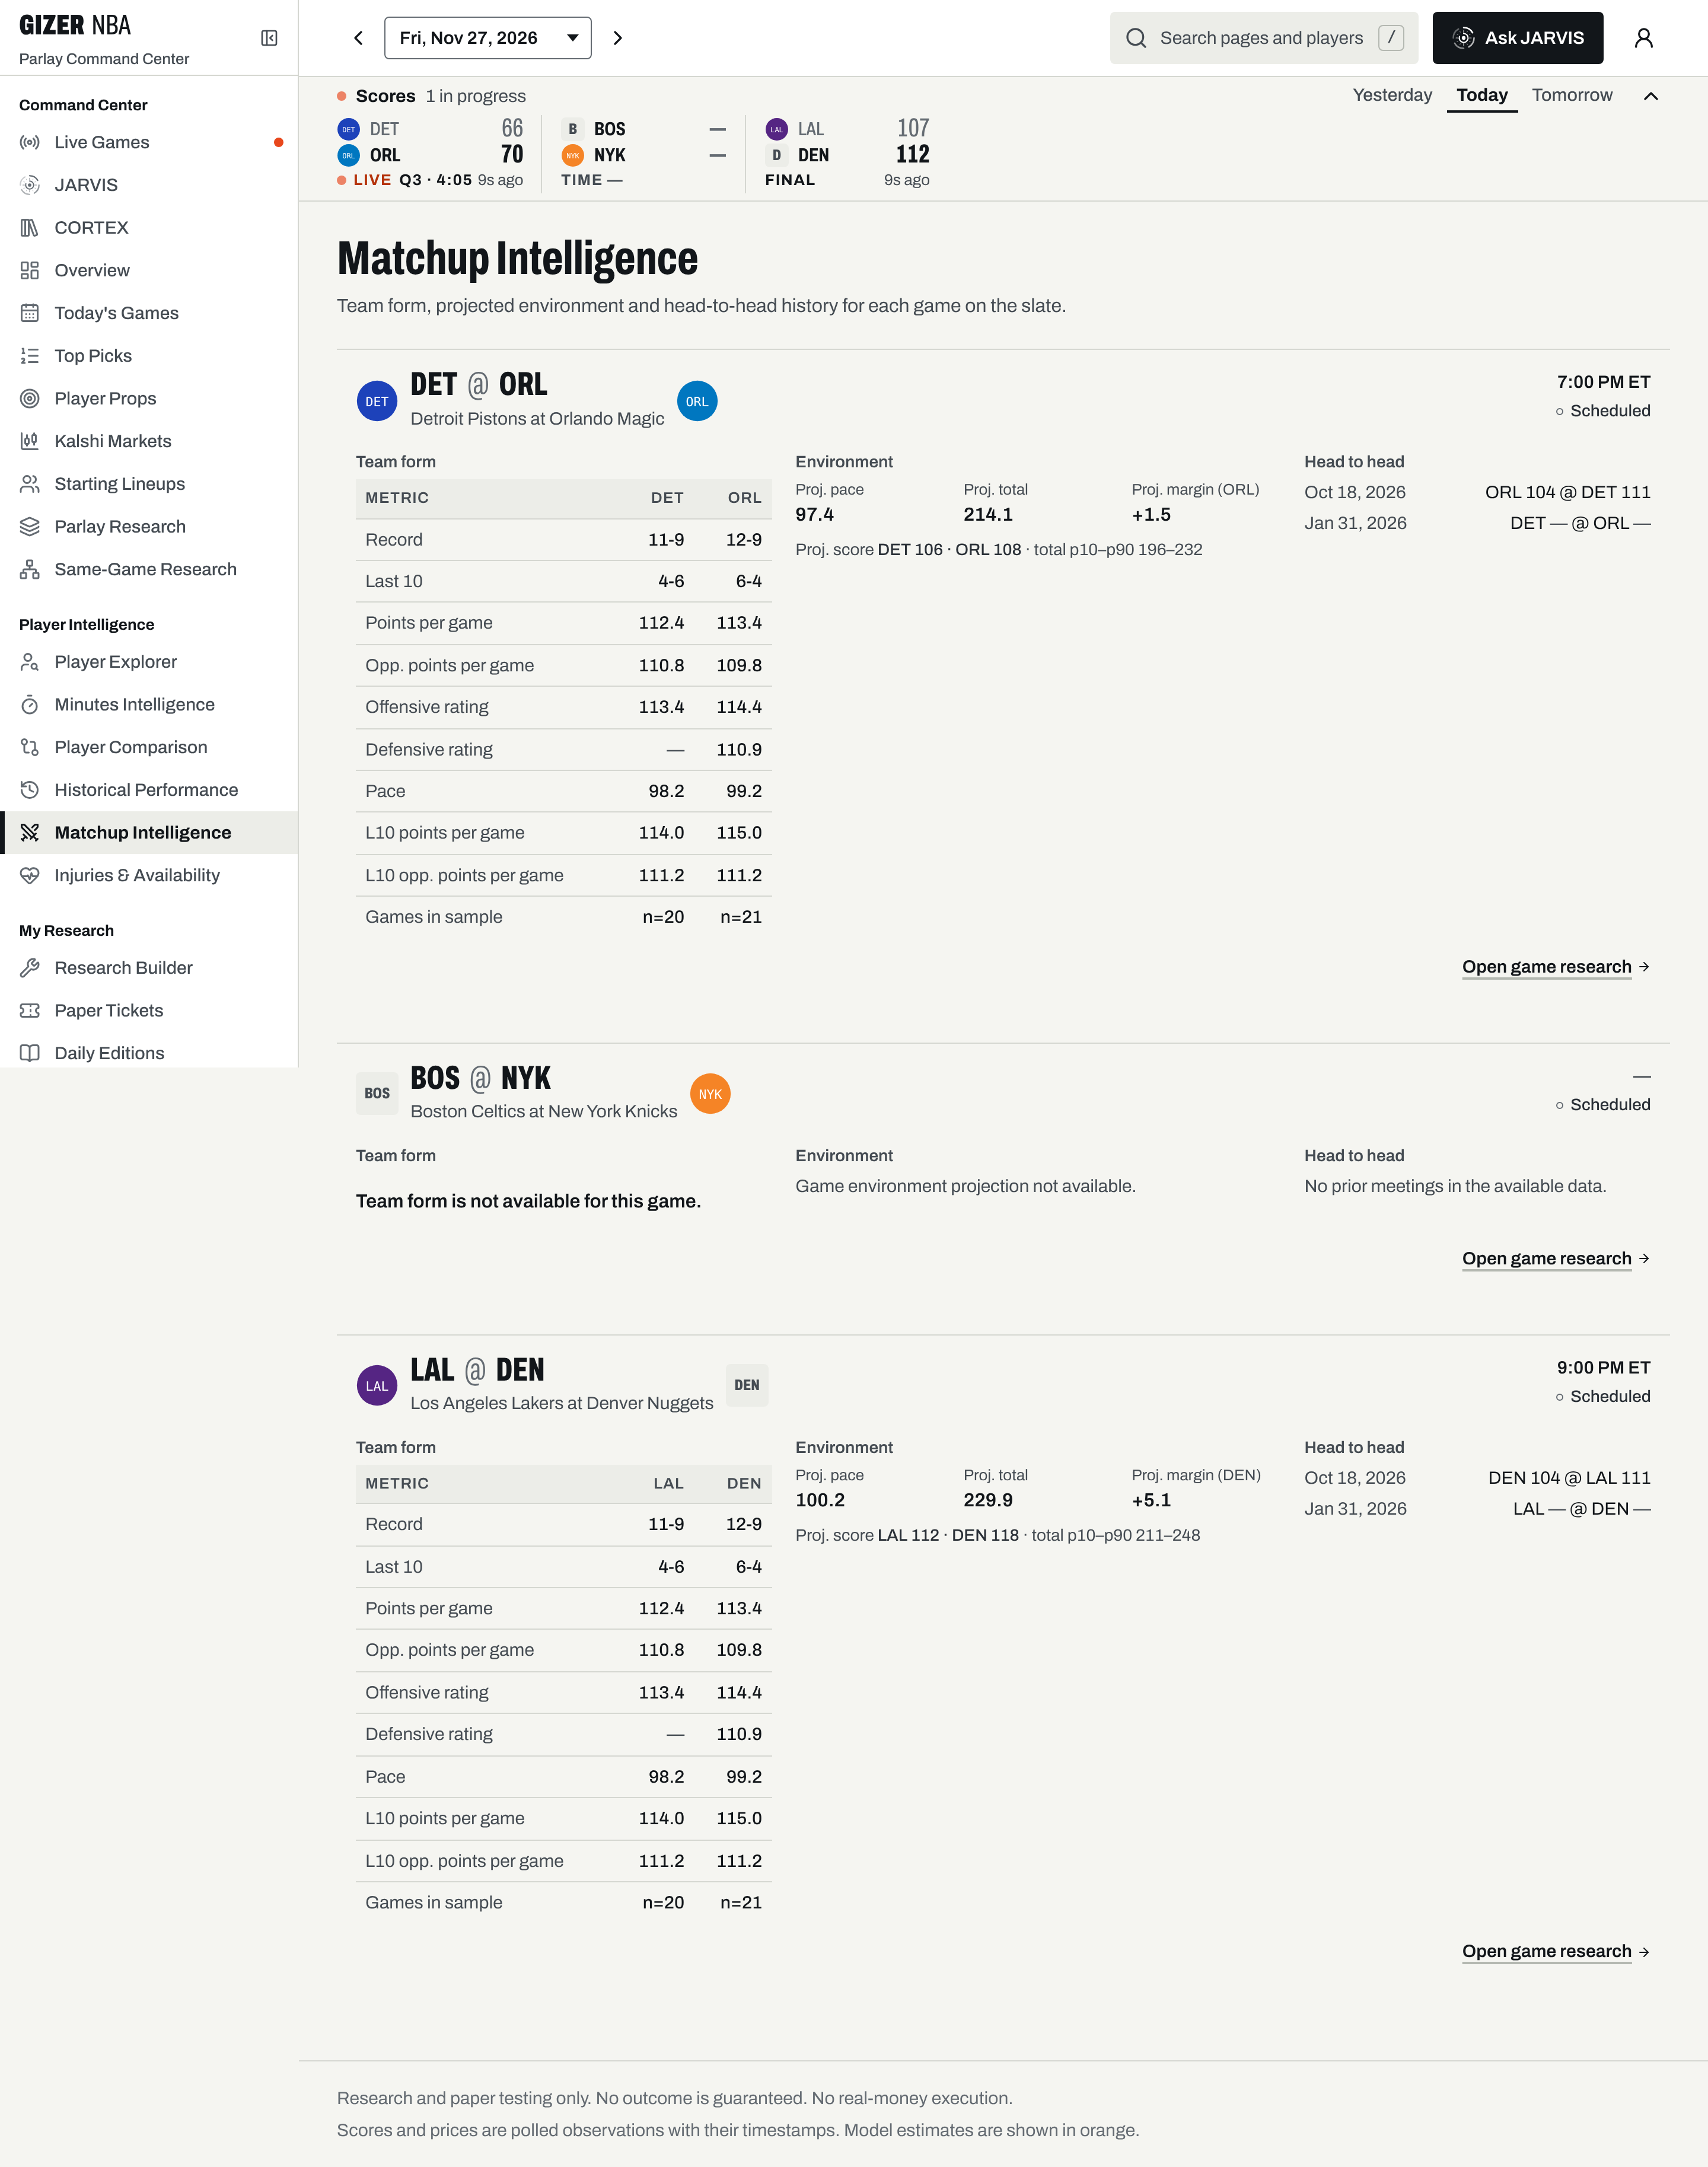 GIZER NBA
Parlay Command Center
Fri, Nov 27, 2026
Search pages and players /
Ask JARVIS
Command Center
Live Games
JARVIS
CORTEX
Overview
Today's Games
Top Picks
Player Props
Kalshi Markets
Starting Lineups
Parlay Research
Same-Game Research
Player Intelligence
Player Explorer
Minutes Intelligence
Player Comparison
Historical Performance
Matchup Intelligence
Injuries & Availability
My Research
Research Builder
Paper Tickets
Daily Editions
Scores 1 in progress
Yesterday Today Tomorrow
DET DET 66
ORL ORL 70
LIVE Q3 · 4:05 9s ago
B BOS —
NYK NYK —
TIME —
LAL LAL 107
D DEN 112
FINAL 9s ago
Matchup Intelligence
Team form, projected environment and head-to-head history for each game on the slate.
DET
DET @ ORL
Detroit Pistons at Orlando Magic
ORL
7:00 PM ET
Scheduled
Team form
METRIC DET ORL
Record 11-9 12-9
Last 10 4-6 6-4
Points per game 112.4 113.4
Opp. points per game 110.8 109.8
Offensive rating 113.4 114.4
Defensive rating — 110.9
Pace 98.2 99.2
L10 points per game 114.0 115.0
L10 opp. points per game 111.2 111.2
Games in sample n=20 n=21
Environment
Proj. pace Proj. total Proj. margin (ORL)
97.4 214.1 +1.5
Proj. score DET 106 · ORL 108 · total p10–p90 196–232
Head to head
Oct 18, 2026 ORL 104 @ DET 111
Jan 31, 2026 DET — @ ORL —
Open game research →
BOS
BOS @ NYK
Boston Celtics at New York Knicks
NYK
—
Scheduled
Team form
Team form is not available for this game.
Environment
Game environment projection not available.
Head to head
No prior meetings in the available data.
Open game research →
LAL
LAL @ DEN
Los Angeles Lakers at Denver Nuggets
DEN
9:00 PM ET
Scheduled
Team form
METRIC LAL DEN
Record 11-9 12-9
Last 10 4-6 6-4
Points per game 112.4 113.4
Opp. points per game 110.8 109.8
Offensive rating 113.4 114.4
Defensive rating — 110.9
Pace 98.2 99.2
L10 points per game 114.0 115.0
L10 opp. points per game 111.2 111.2
Games in sample n=20 n=21
Environment
Proj. pace Proj. total Proj. margin (DEN)
100.2 229.9 +5.1
Proj. score LAL 112 · DEN 118 · total p10–p90 211–248
Head to head
Oct 18, 2026 DEN 104 @ LAL 111
Jan 31, 2026 LAL — @ DEN —
Open game research →
Research and paper testing only. No outcome is guaranteed. No real-money execution.
Scores and prices are polled observations with their timestamps. Model estimates are shown in orange.